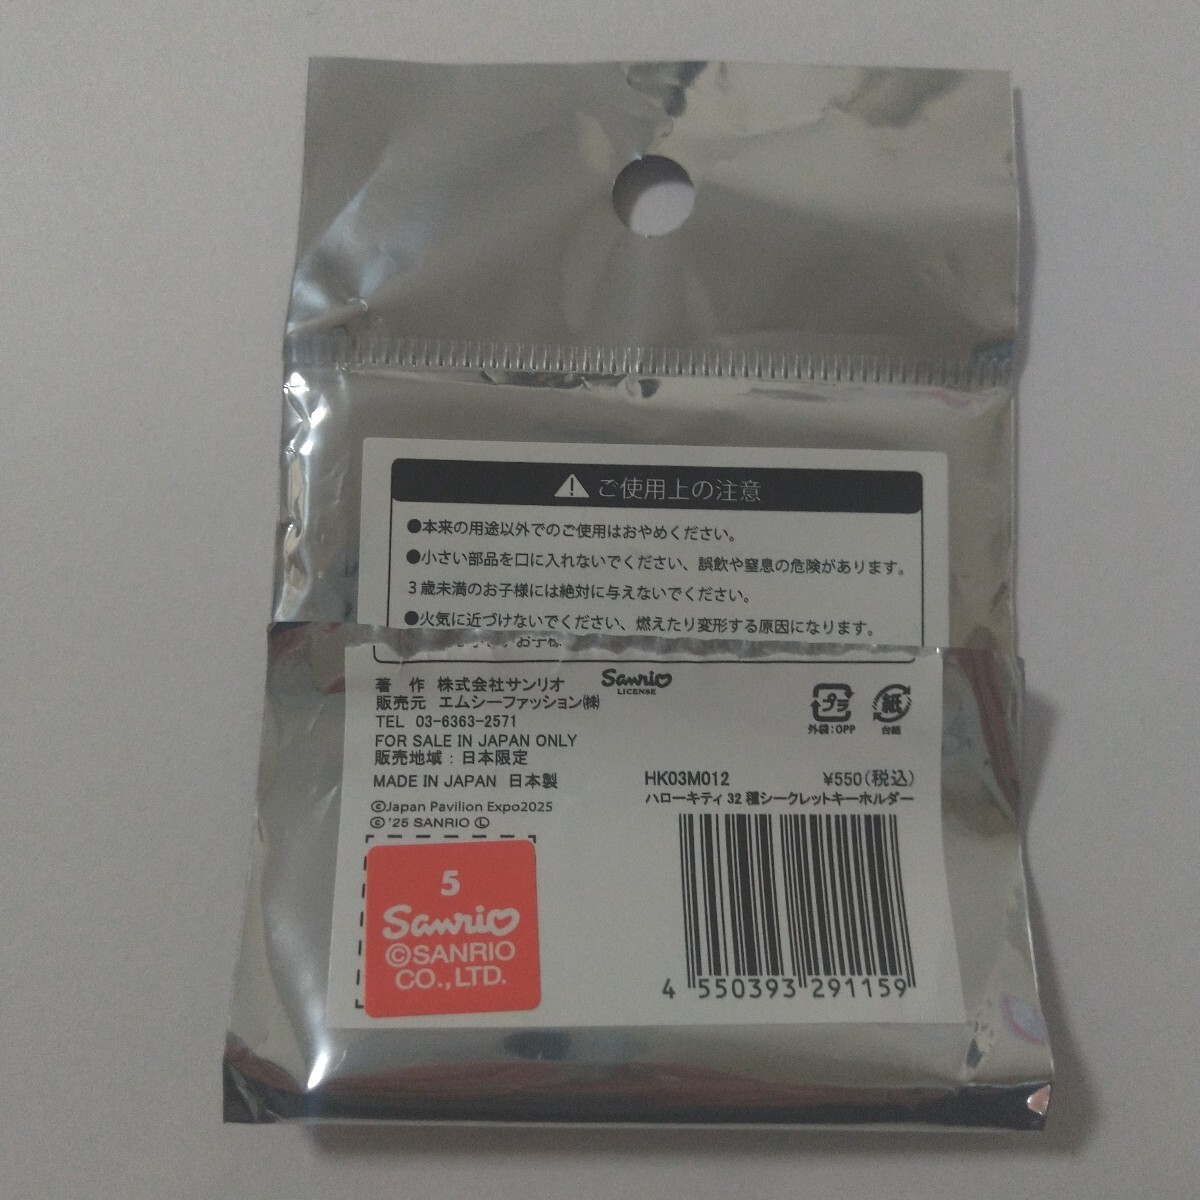 ご使用上の注意
●本来の用途以外でのご使用はおやめください。
●小さい部品を口に入れないでください、誤飲や窒息の危険があります。
3歳未満のお子様には絶対に与えないでください。
●火気に近づけないでください、燃えたり変形する原因になります。
著　作 株式会社サンリオ
Sanrio
LICENSE
販売元 エムシーファッション㈱
TEL 03-6363-2571
FOR SALE IN JAPAN ONLY
販売地域：日本限定
MADE IN JAPAN 日本製
©Japan Pavilion Expo2025
©'25 SANRIO Ⓛ
プラ
外袋:OPP
紙
台紙
HK03M012 ¥550(税込)
ハローキティ 32種シークレットキーホルダー
5
Sanrio
©SANRIO
CO.,LTD.
4 550393 291159